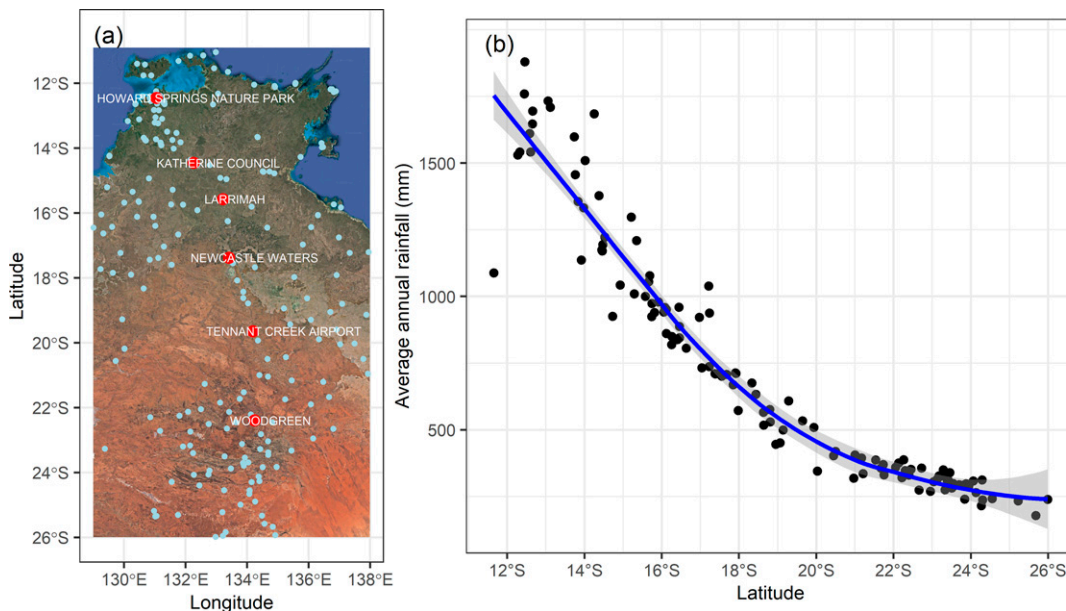 (a)
12°S
14°S
16°S
18°S
20°S
22°S
24°S
26°S
Latitude
HOWARD SPRINGS NATURE PARK
KATHERINE COUNCIL
LARRIMAH
NEWCASTLE WATERS
TENNANT CREEK AIRPORT
WOODGREEN
130°E 132°E 134°E 136°E 138°E
Longitude
(b)
Average annual rainfall (mm)
1500
1000
500
12°S 14°S 16°S 18°S 20°S 22°S 24°S 26°S
Latitude